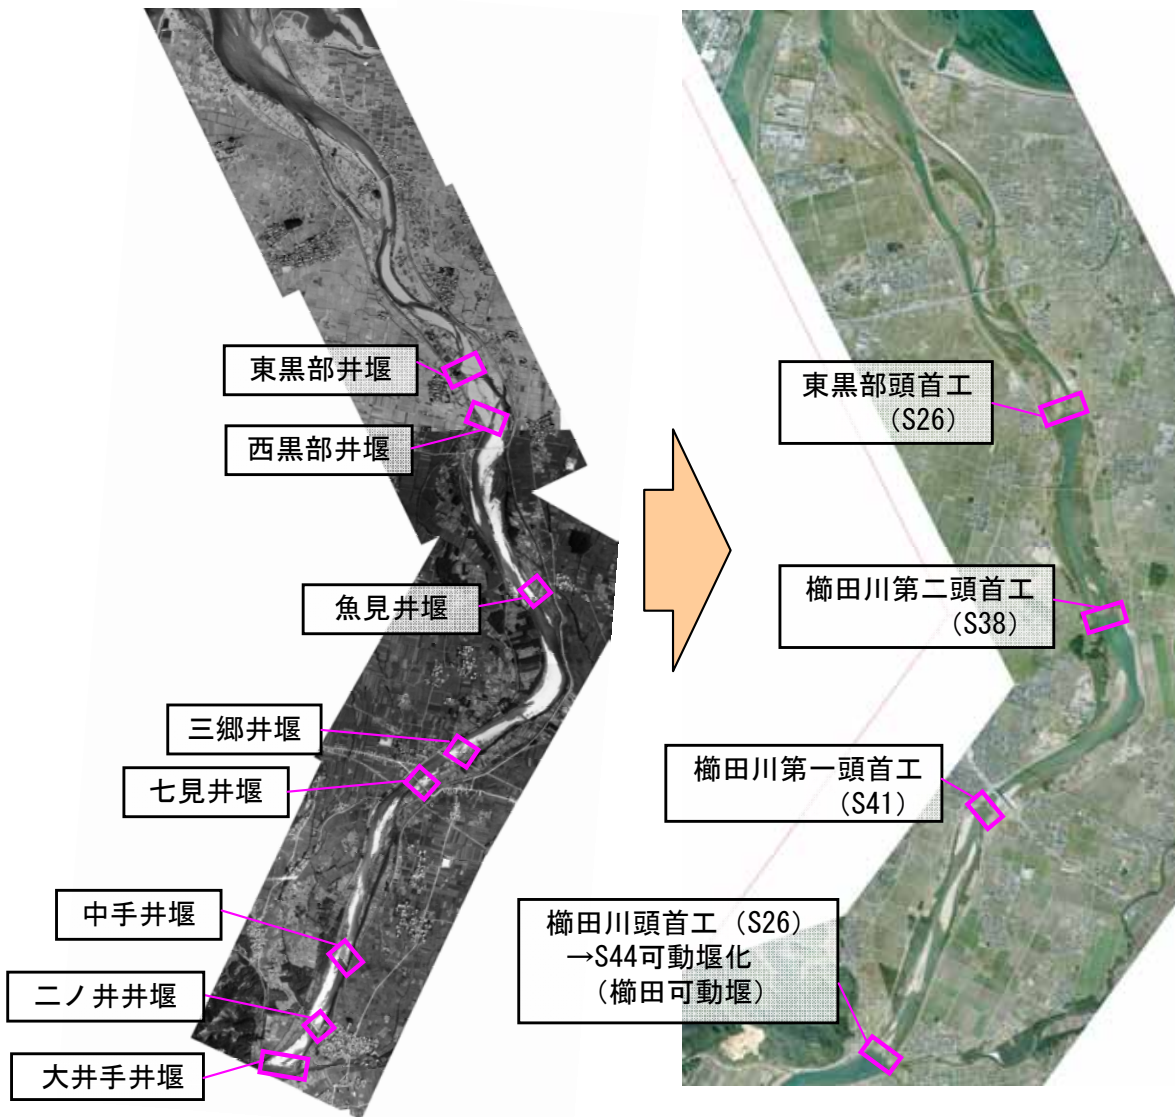 東黒部井堰
西黒部井堰
魚見井堰
三郷井堰
七見井堰
中手井堰
二ノ井井堰
大井手井堰
東黒部頭首工
（S26）
櫛田川第二頭首工
（S38）
櫛田川第一頭首工
（S41）
櫛田川頭首工（S26）
→S44可動堰化
（櫛田可動堰）